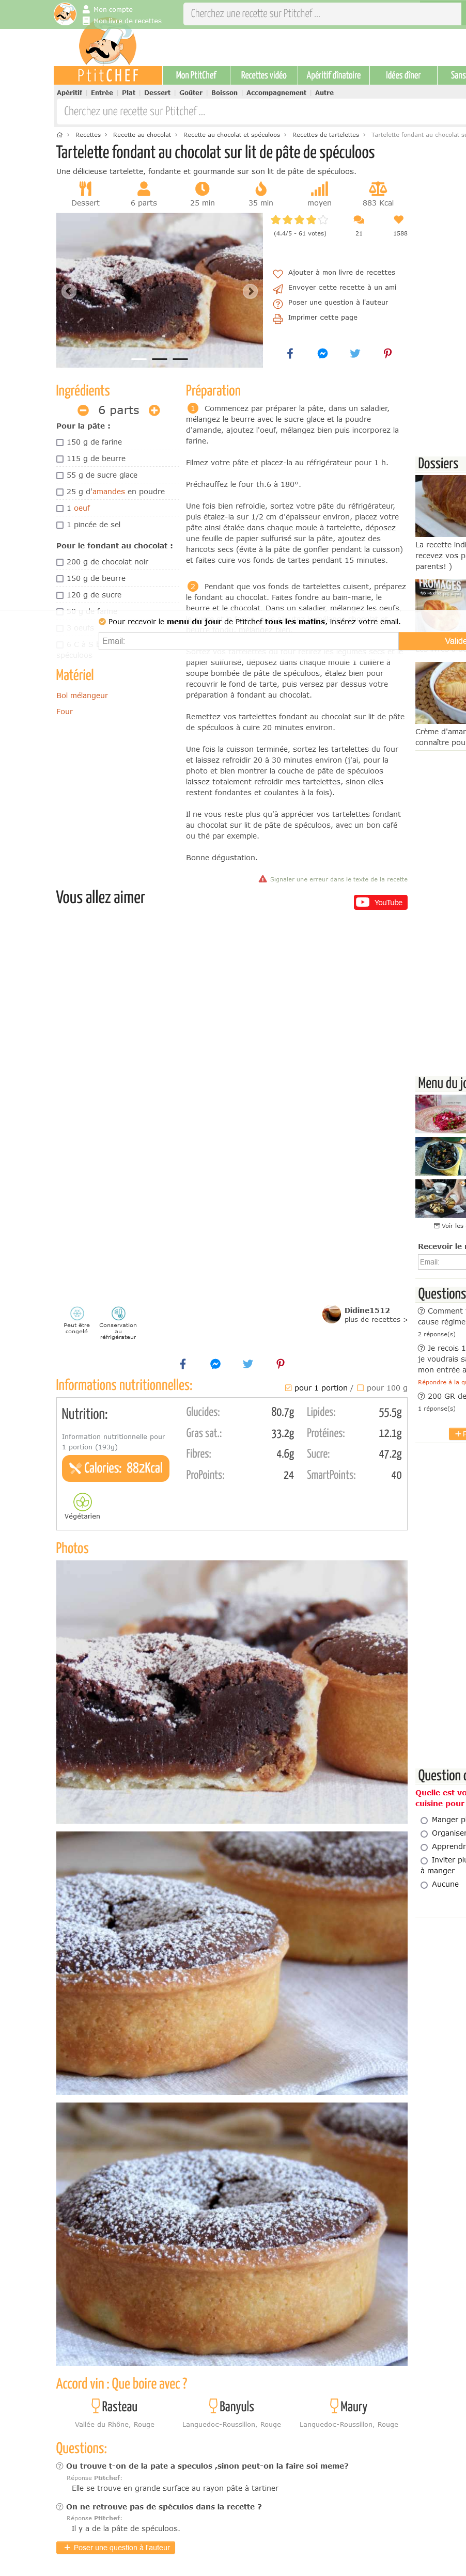 Mon compte
Mon livre de recettes
Cherchez une recette sur Ptitchef ...
PtitCHEF
Mon PtitChef
Recettes vidéo
Apéritif dînatoire
Idées dîner
Sans
Apéritif | Entrée | Plat | Dessert | Goûter | Boisson | Accompagnement | Autre
Cherchez une recette sur Ptitchef ...
Recettes › Recette au chocolat › Recette au chocolat et spéculoos › Recettes de tartelettes › Tartelette fondant au chocolat su
Tartelette fondant au chocolat sur lit de pâte de spéculoos
Une délicieuse tartelette, fondante et gourmande sur son lit de pâte de spéculoos.
Dessert
6 parts
25 min
35 min
moyen
883 Kcal
(4.4/5 - 61 votes)
21
1588
Ajouter à mon livre de recettes
Envoyer cette recette à un ami
Poser une question à l'auteur
Imprimer cette page
Ingrédients
6 parts
Pour la pâte :
150 g de farine
115 g de beurre
55 g de sucre glace
25 g d'amandes en poudre
1 oeuf
1 pincée de sel
Pour le fondant au chocolat :
200 g de chocolat noir
150 g de beurre
120 g de sucre
Matériel
Bol mélangeur
Four
Préparation
1 Commencez par préparer la pâte, dans un saladier,
mélangez le beurre avec le sucre glace et la poudre
d'amande, ajoutez l'oeuf, mélangez bien puis incorporez la
farine.
Filmez votre pâte et placez-la au réfrigérateur pour 1 h.
Préchauffez le four th.6 à 180°.
Une fois bien refroidie, sortez votre pâte du réfrigérateur,
puis étalez-la sur 1/2 cm d'épaisseur environ, placez votre
pâte ainsi étalée dans chaque moule à tartelette, déposez
une feuille de papier sulfurisée sur la pâte, ajoutez des
haricots secs (évite à la pâte de gonfler pendant la cuisson)
et faites cuire vos fonds de tartes pendant 15 minutes.
2 Pendant que vos fonds de tartelettes cuisent, préparez
le fondant au chocolat. Faites fondre au bain-marie, le
beurre et le chocolat. Dans un saladier, mélangez les oeufs
Pour recevoir le menu du jour de Ptitchef tous les matins, insérez votre email.
Email:
Valide
papier sulfurisé, déposez dans chaque moule 1 cuillère à
soupe bombée de pâte de spéculoos, étalez bien pour
recouvrir le fond de tarte, puis versez par dessus votre
préparation à fondant au chocolat.
Remettez vos tartelettes fondant au chocolat sur lit de pâte
de spéculoos à cuire 20 minutes environ.
Une fois la cuisson terminée, sortez les tartelettes du four
et laissez refroidir 20 à 30 minutes environ (j'ai, pour la
photo et bien montrer la couche de pâte de spéculoos
laissez totalement refroidir mes tartelettes, sinon elles
restent fondantes et coulantes à la fois).
Il ne vous reste plus qu'à apprécier vos tartelettes fondant
au chocolat sur lit de pâte de spéculoos, avec un bon café
ou thé par exemple.
Bonne dégustation.
Signaler une erreur dans le texte de la recette
Vous allez aimer
YouTube
Peut être
congelé
Conservation
au
réfrigérateur
Didine1512
plus de recettes >
Informations nutritionnelles:
pour 1 portion / pour 100 g
Nutrition:
Information nutritionnelle pour
1 portion (193g)
Calories: 882Kcal
Végétarien
Glucides: 80.7g
Lipides: 55.5g
Gras sat.: 33.2g
Protéines: 12.1g
Fibres: 4.6g
Sucre: 47.2g
ProPoints: 24
SmartPoints: 40
Photos
Accord vin : Que boire avec ?
Rasteau
Vallée du Rhône, Rouge
Banyuls
Languedoc-Roussillon, Rouge
Maury
Languedoc-Roussillon, Rouge
Questions:
Ou trouve t-on de la pate a speculos ,sinon peut-on la faire soi meme?
Réponse Ptitchef:
Elle se trouve en grande surface au rayon pâte à tartiner
On ne retrouve pas de spéculos dans la recette ?
Réponse Ptitchef:
Il y a de la pâte de spéculoos.
Poser une question à l'auteur
Dossiers
La recette indi
recevez vos p
parents! )
FROMAGES
Crème d'amar
connaître pou
Menu du jo
Voir les
Recevoir le
Email:
Questions
Comment
cause régime
2 réponse(s)
Je recois 1
je voudrais sa
mon entrée a
Répondre à la qu
200 GR de
1 réponse(s)
Question d
Quelle est vo
cuisine pour
Manger p
Organiser
Apprendr
Inviter plu
à manger
Aucune